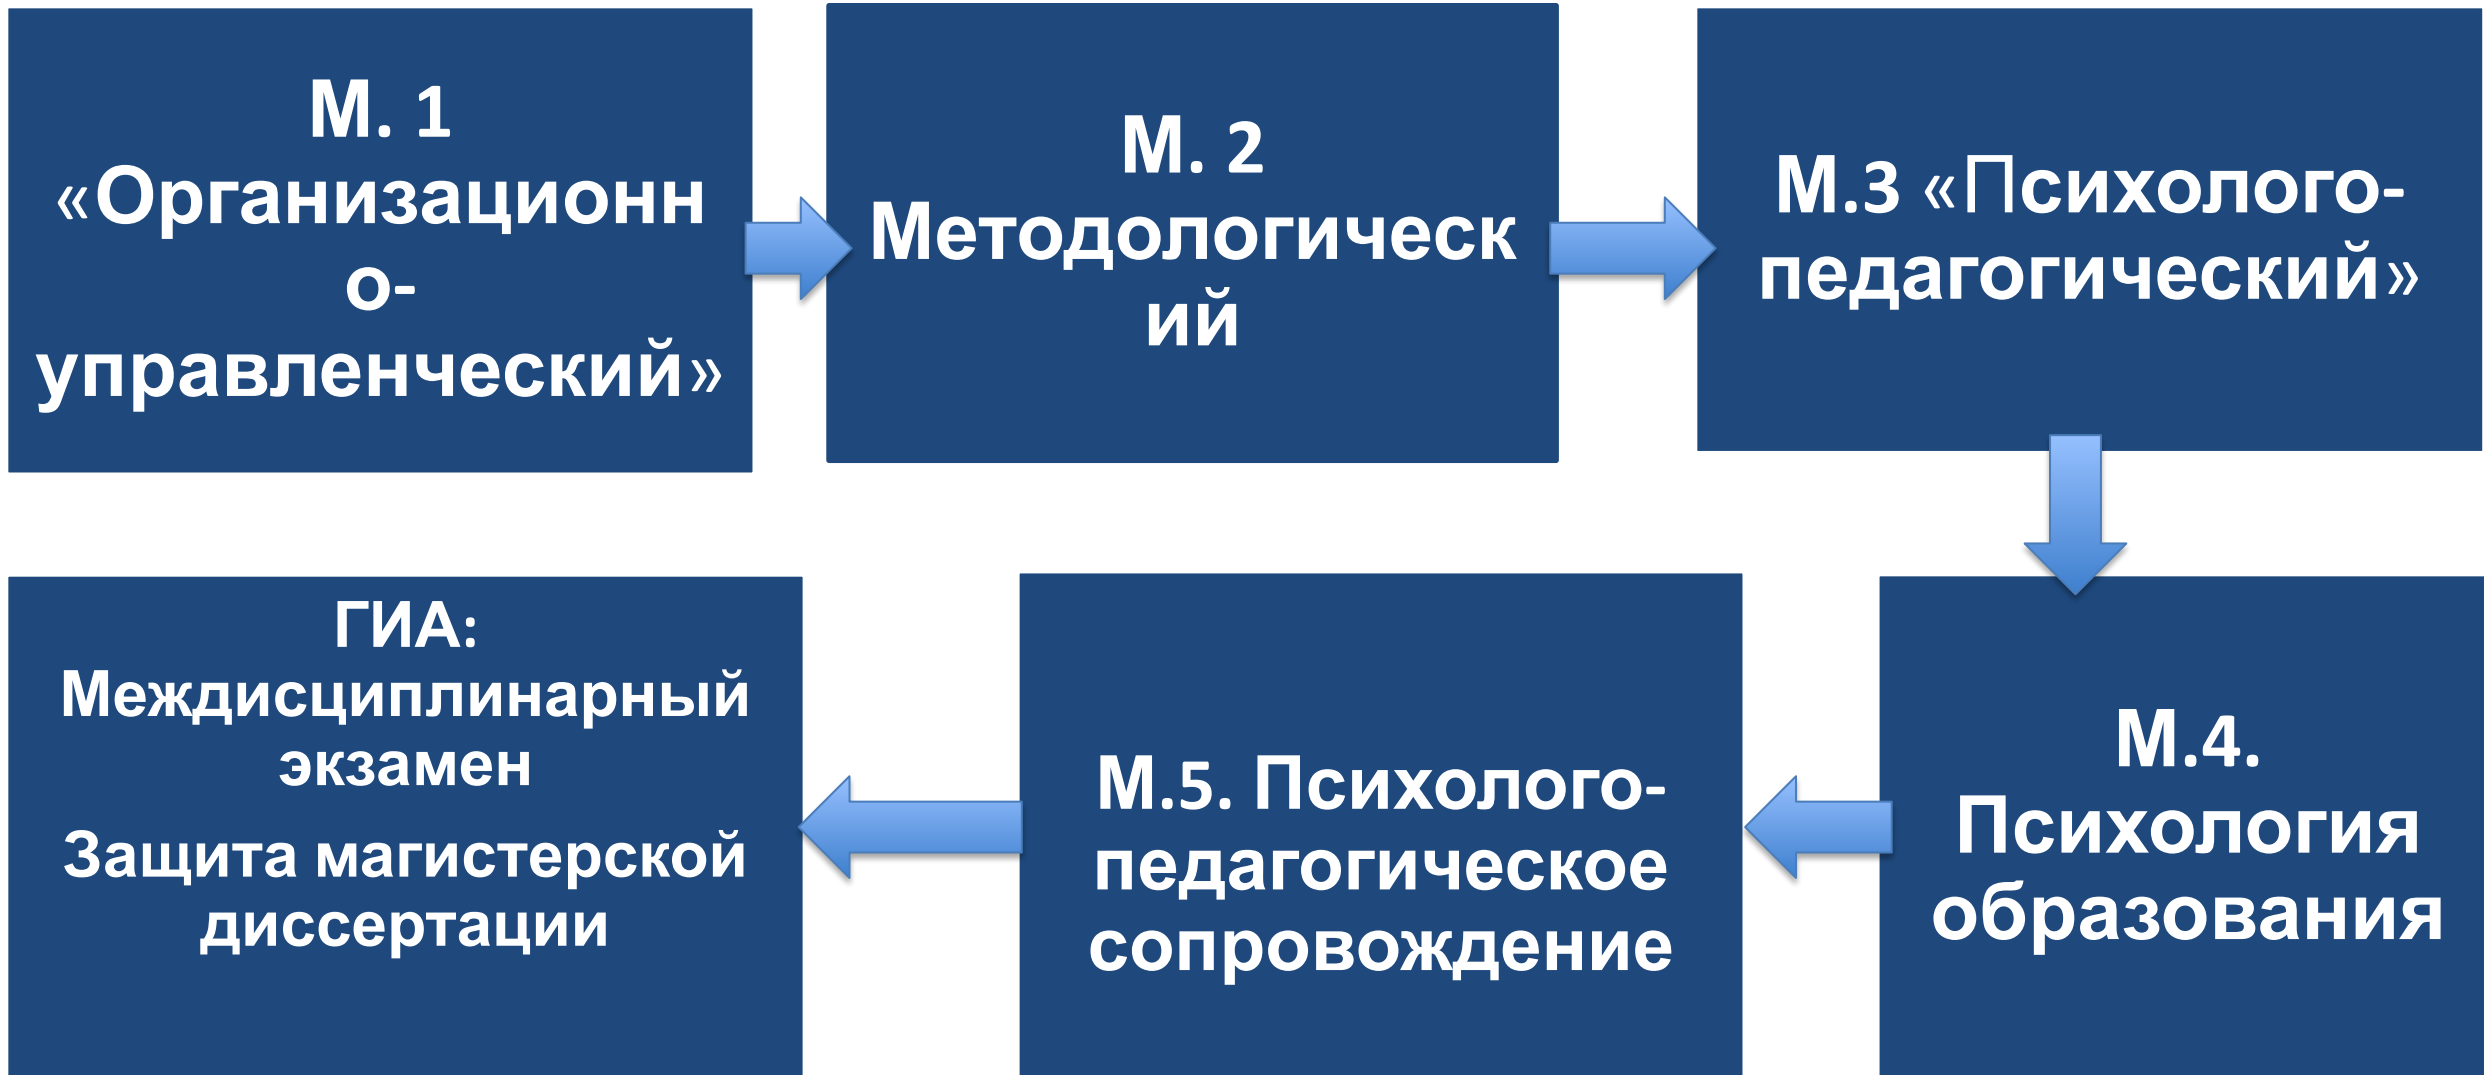 М. 1
«Организационн
о-
управленческий»
М. 2
Методологическ
ий
М.3 «Психолого-
педагогический»
М.4.
Психология
образования
М.5. Психолого-
педагогическое
сопровождение
ГИА:
Междисциплинарный
экзамен
Защита магистерской
диссертации